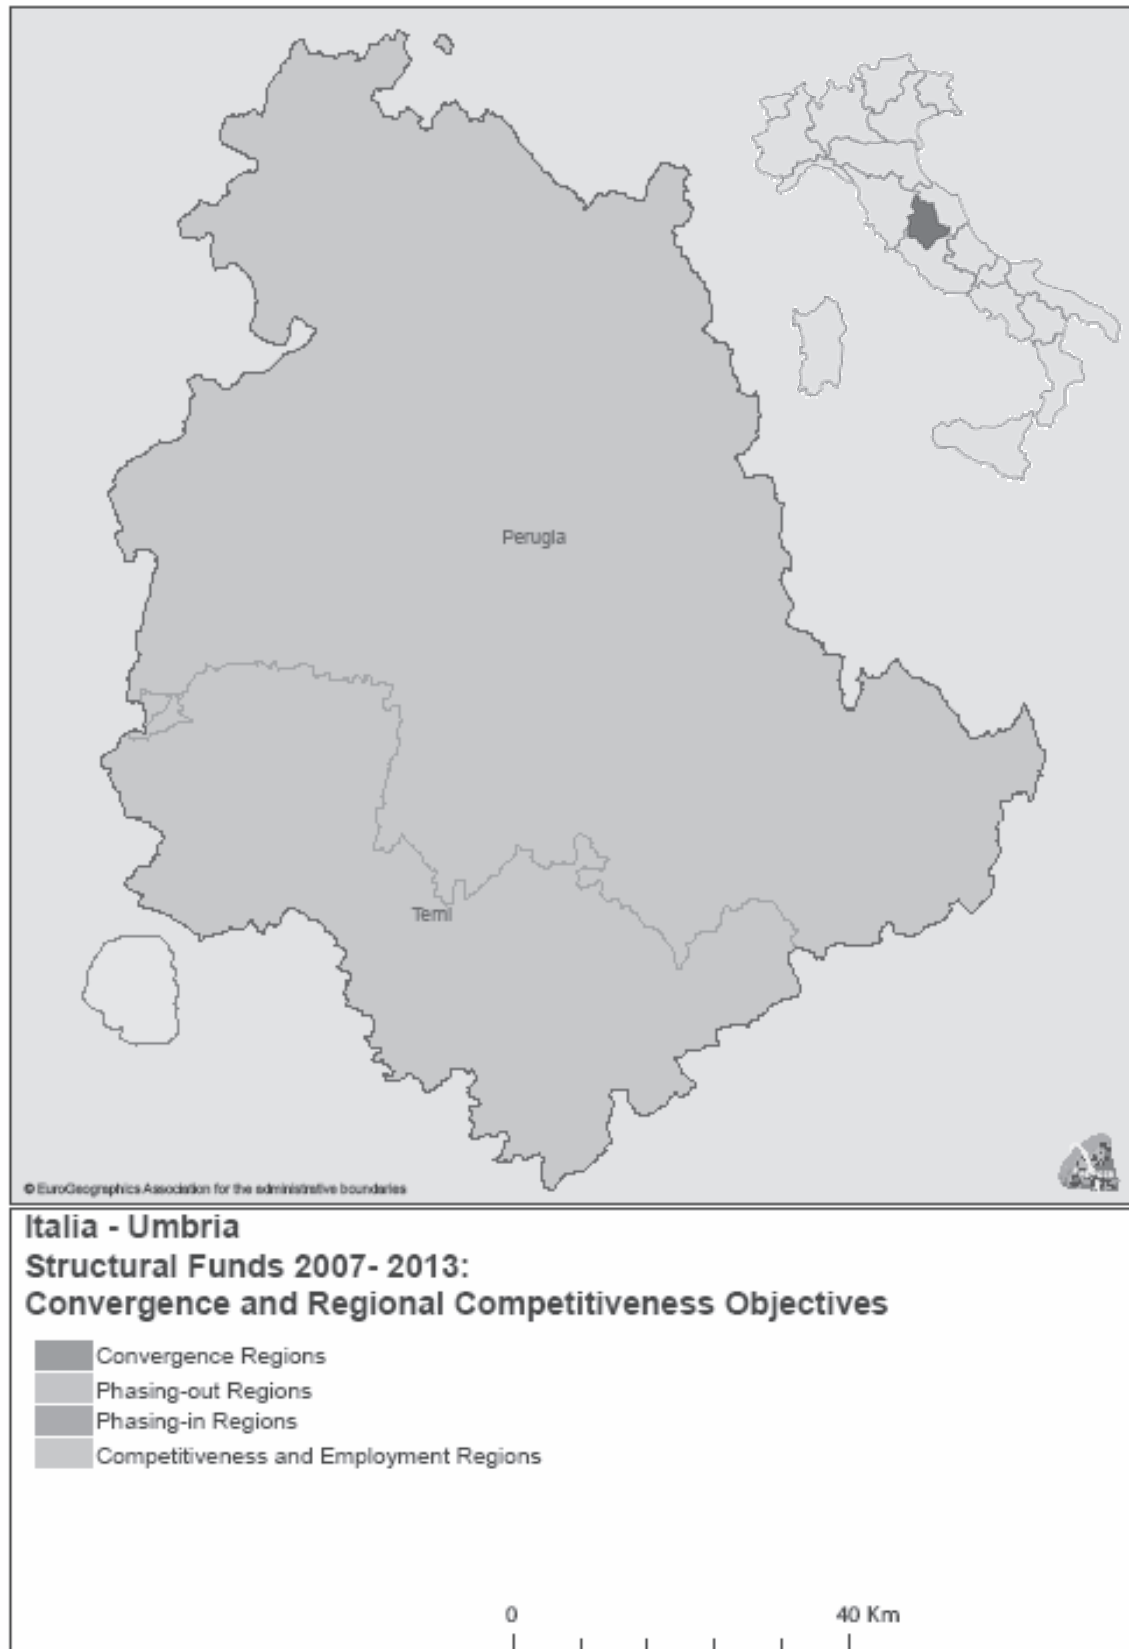 Perugia
Terni
© EuroGeographics Association for the administrative boundaries
Italia - Umbria
Structural Funds 2007- 2013:
Convergence and Regional Competitiveness Objectives
Convergence Regions
Phasing-out Regions
Phasing-in Regions
Competitiveness and Employment Regions
0 40 Km